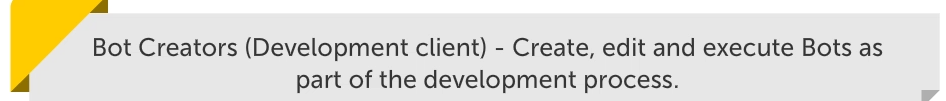 Bot Creators (Development client) - Create, edit and execute Bots as
part of the development process.